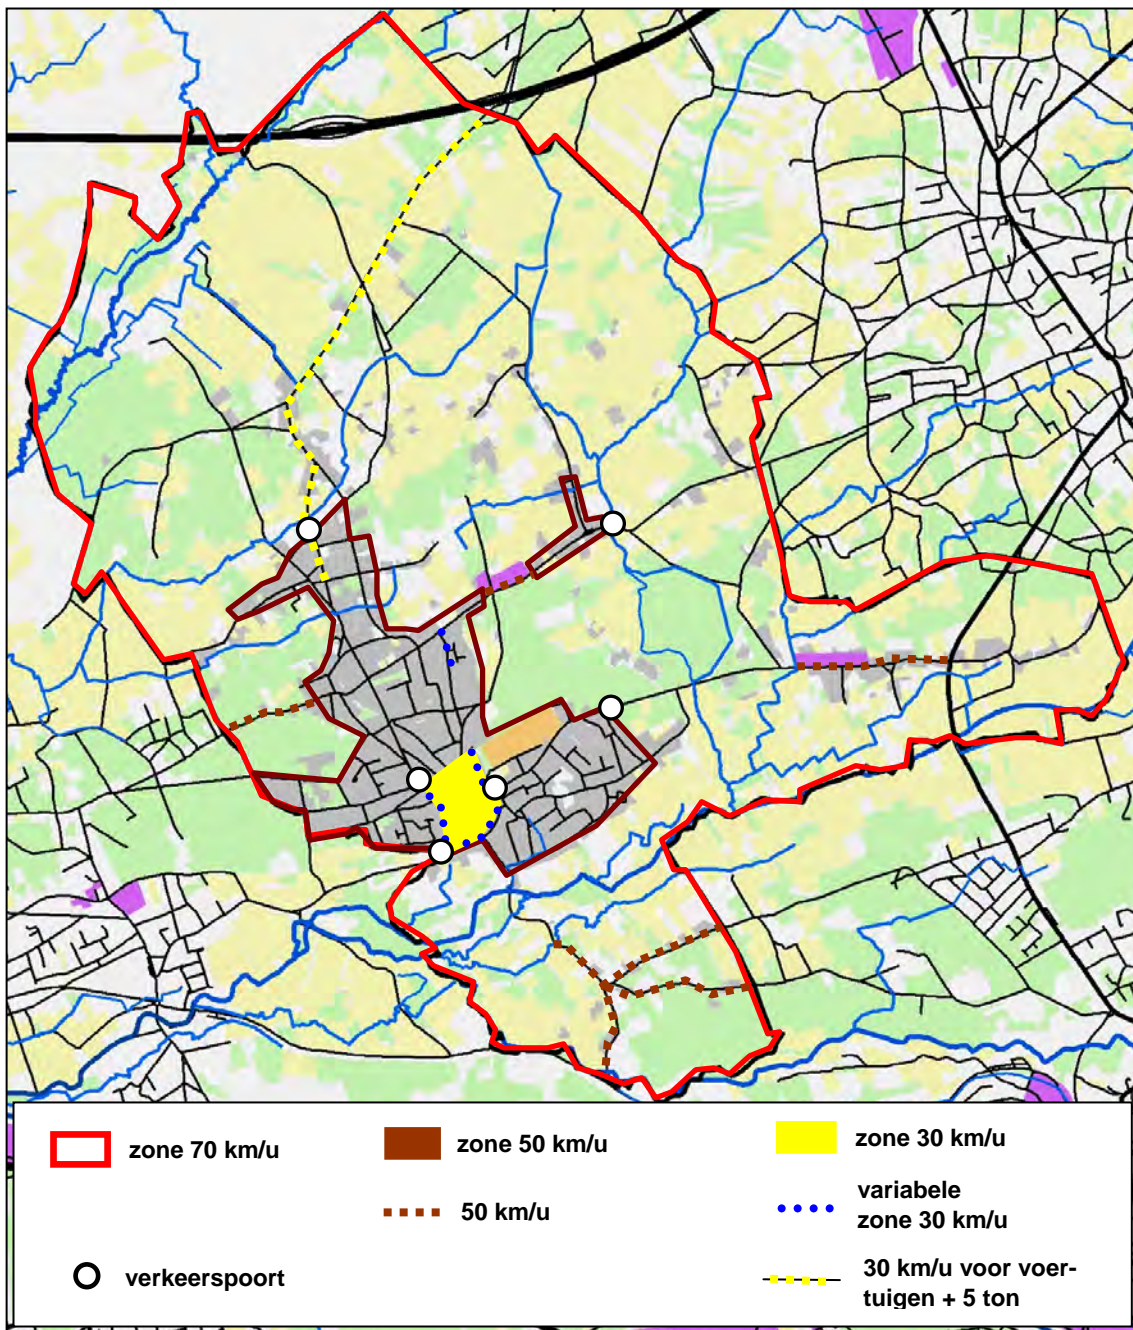 zone 70 km/u
zone 50 km/u
zone 30 km/u
50 km/u
variabele
zone 30 km/u
verkeerspoort
30 km/u voor voer-
tuigen + 5 ton